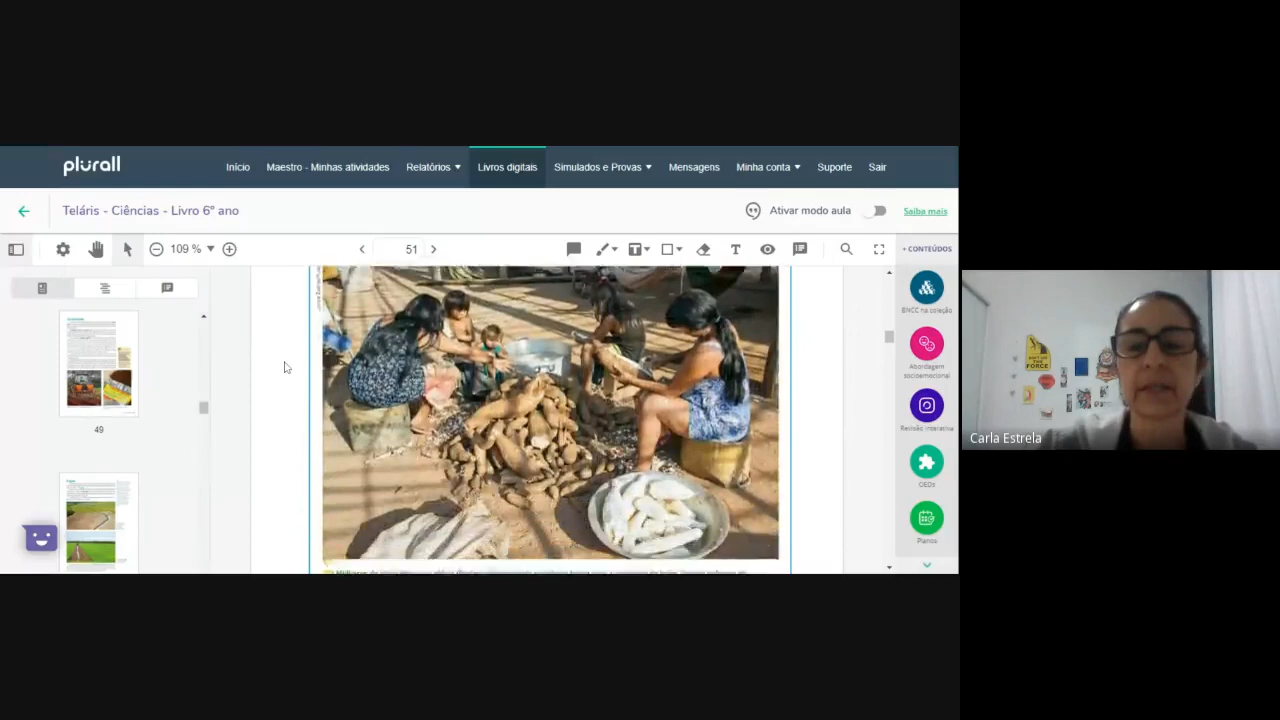 plurall
Início
Maestro - Minhas atividades
Relatórios
Livros digitais
Simulados e Provas
Mensagens
Minha conta
Suporte
Sair
Teláris - Ciências - Livro 6º ano
Ativar modo aula
Saiba mais
109 %
51
T
+ CONTEÚDOS
BNCC na coleção
Abordagem
socioemocional
Revisão interativa
OEDs
Planos
49
Carla Estrela